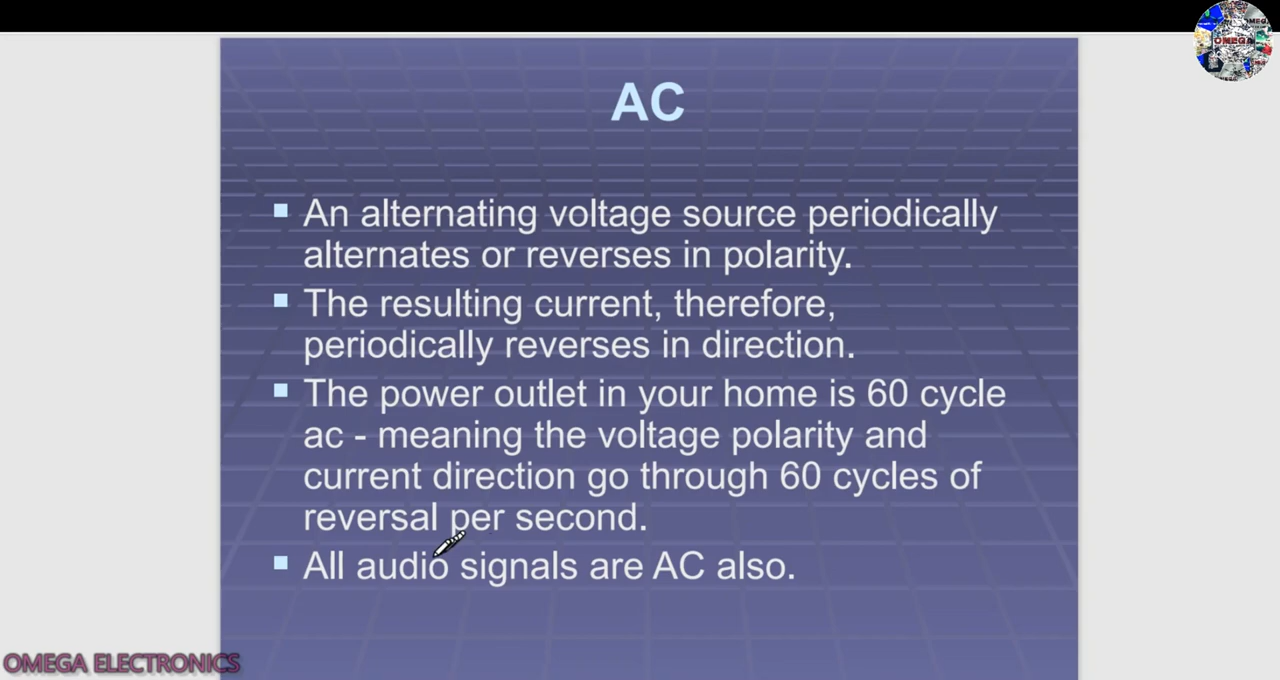 OMEGA
AC
An alternating voltage source periodically
alternates or reverses in polarity.
The resulting current, therefore,
periodically reverses in direction.
The power outlet in your home is 60 cycle
ac - meaning the voltage polarity and
current direction go through 60 cycles of
reversal per second.
All audio signals are AC also.
OMEGA ELECTRONICS